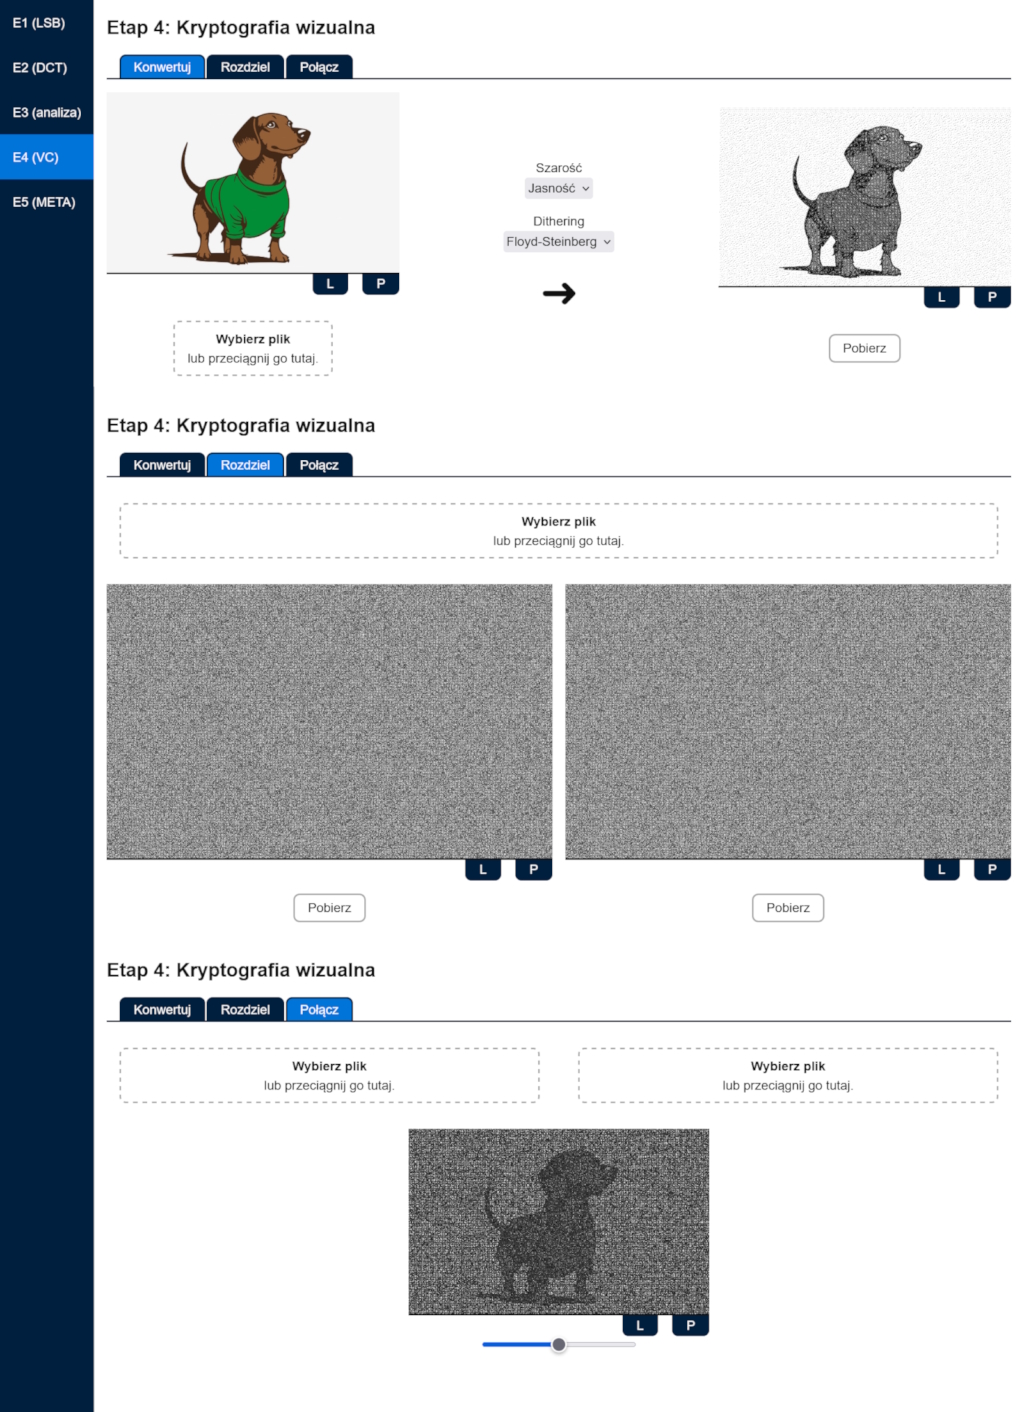 E1 (LSB)
E2 (DCT)
E3 (analiza)
E4 (VC)
E5 (META)
Etap 4: Kryptografia wizualna
Konwertuj Rozdziel Połącz
Szarość
Jasność
Dithering
Floyd-Steinberg
L P
L P
Wybierz plik
lub przeciągnij go tutaj.
Pobierz
Etap 4: Kryptografia wizualna
Konwertuj Rozdziel Połącz
Wybierz plik
lub przeciągnij go tutaj.
L P
L P
Pobierz
Pobierz
Etap 4: Kryptografia wizualna
Konwertuj Rozdziel Połącz
Wybierz plik
lub przeciągnij go tutaj.
Wybierz plik
lub przeciągnij go tutaj.
L P